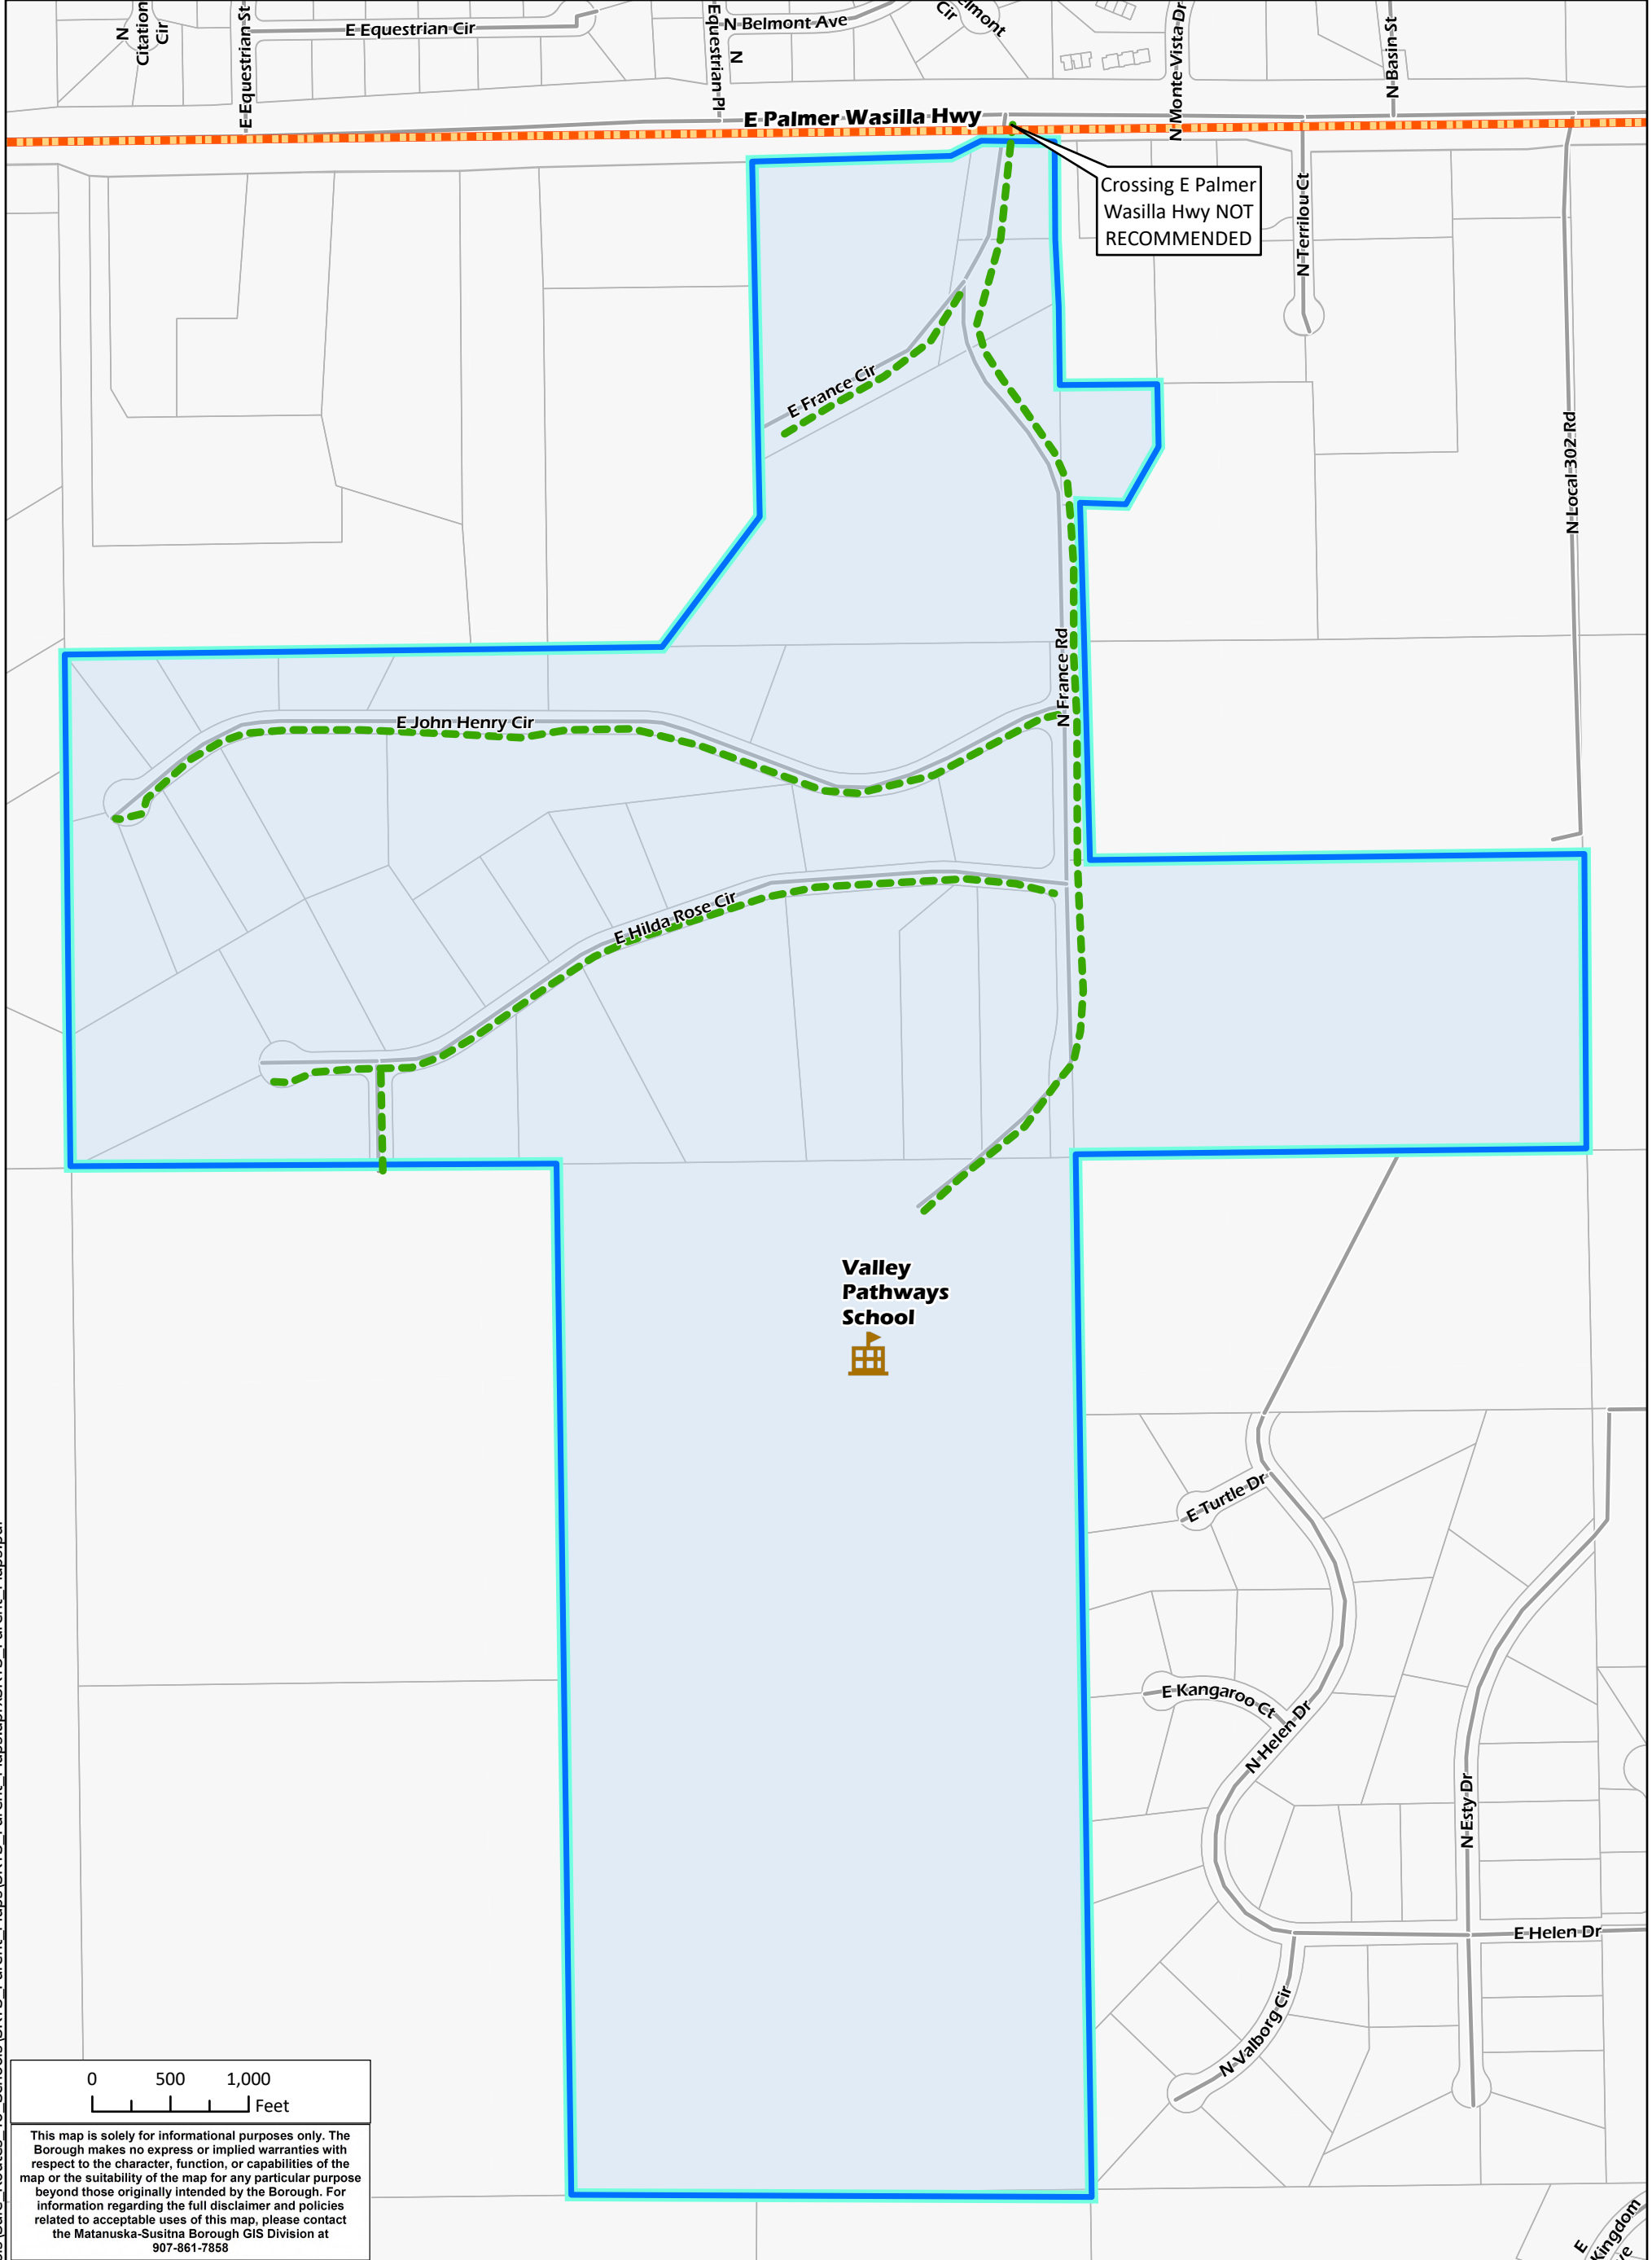 N
Citation
Cir
E Equestrian St
E Equestrian Cir
Equestrian Pl
N
N Belmont Ave
Cir
N Monte Vista Dr
N Basin St
E Palmer Wasilla Hwy
Crossing E Palmer
Wasilla Hwy NOT
RECOMMENDED
N Terrilou Ct
E France Cir
N Local 302 Rd
N France Rd
E John Henry Cir
E Hilda Rose Cir
Valley
Pathways
School
E Turtle Dr
E Kangaroo Ct
N Helen Dr
N Esty Dr
E Helen Dr
N Valborg Cir
E
Kingdom
0 500 1,000
Feet
This map is solely for informational purposes only. The
Borough makes no express or implied warranties with
respect to the character, function, or capabilities of the
map or the suitability of the map for any particular purpose
beyond those originally intended by the Borough. For
information regarding the full disclaimer and policies
related to acceptable uses of this map, please contact
the Matanuska-Susitna Borough GIS Division at
907-861-7858